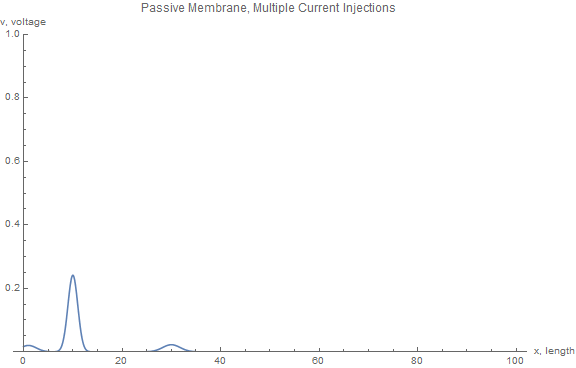 Passive Membrane, Multiple Current Injections
v, voltage
1.0
0.8
0.6
0.4
0.2
0 20 40 60 80 100 x, length